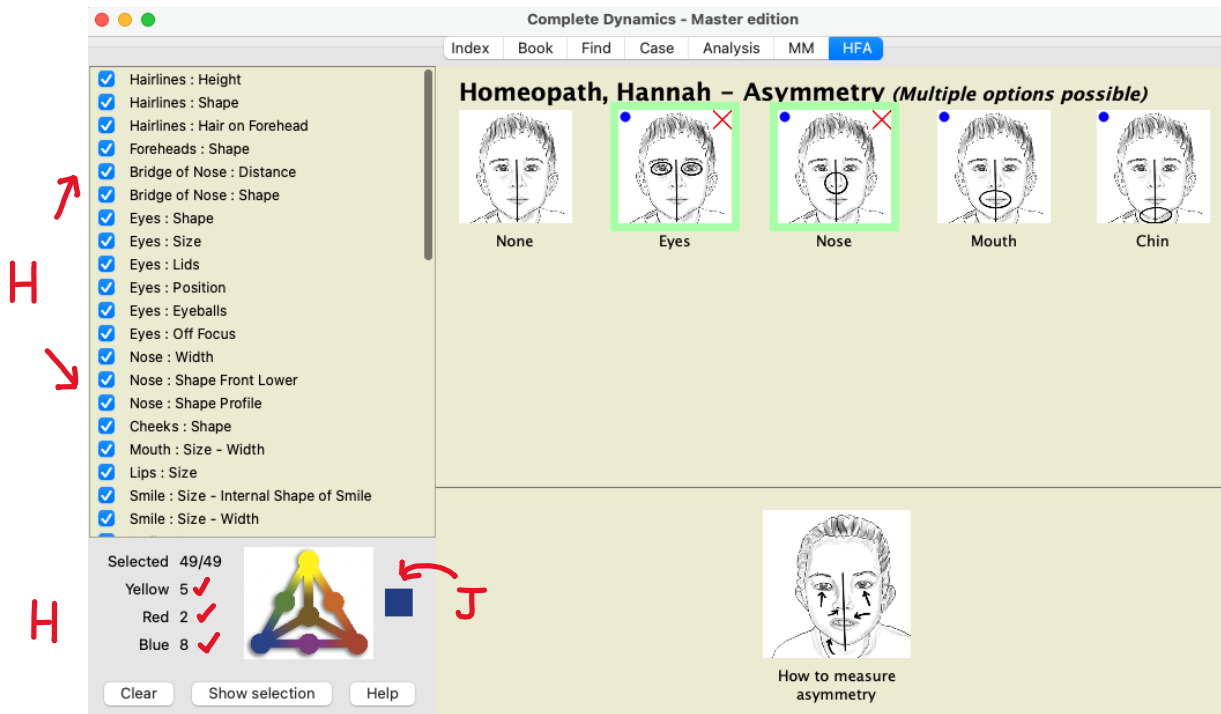 Complete Dynamics - Master edition
Index Book Find Case Analysis MM HFA
Hairlines : Height
Hairlines : Shape
Hairlines : Hair on Forehead
Foreheads : Shape
Bridge of Nose : Distance
Bridge of Nose : Shape
Eyes : Shape
Eyes : Size
Eyes : Lids
Eyes : Position
Eyes : Eyeballs
Eyes : Off Focus
Nose : Width
Nose : Shape Front Lower
Nose : Shape Profile
Cheeks : Shape
Mouth : Size - Width
Lips : Size
Smile : Size - Internal Shape of Smile
Smile : Size - Width
H
Selected 49/49
Yellow 5
Red 2
Blue 8
H
J
Clear Show selection Help
Homeopath, Hannah - Asymmetry (Multiple options possible)
None Eyes Nose Mouth Chin
How to measure
asymmetry